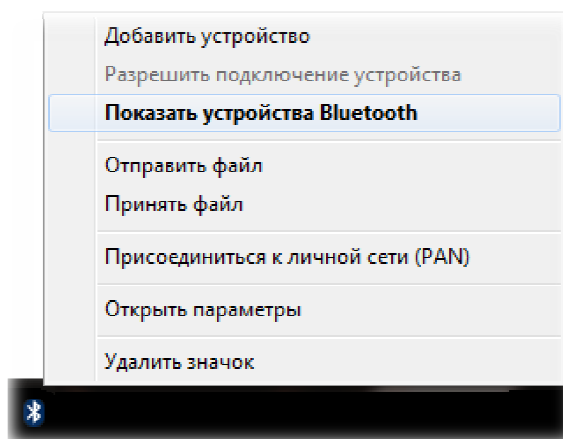 Добавить устройство
Разрешить подключение устройства
Показать устройства Bluetooth
Отправить файл
Принять файл
Присоединиться к личной сети (PAN)
Открыть параметры
Удалить значок